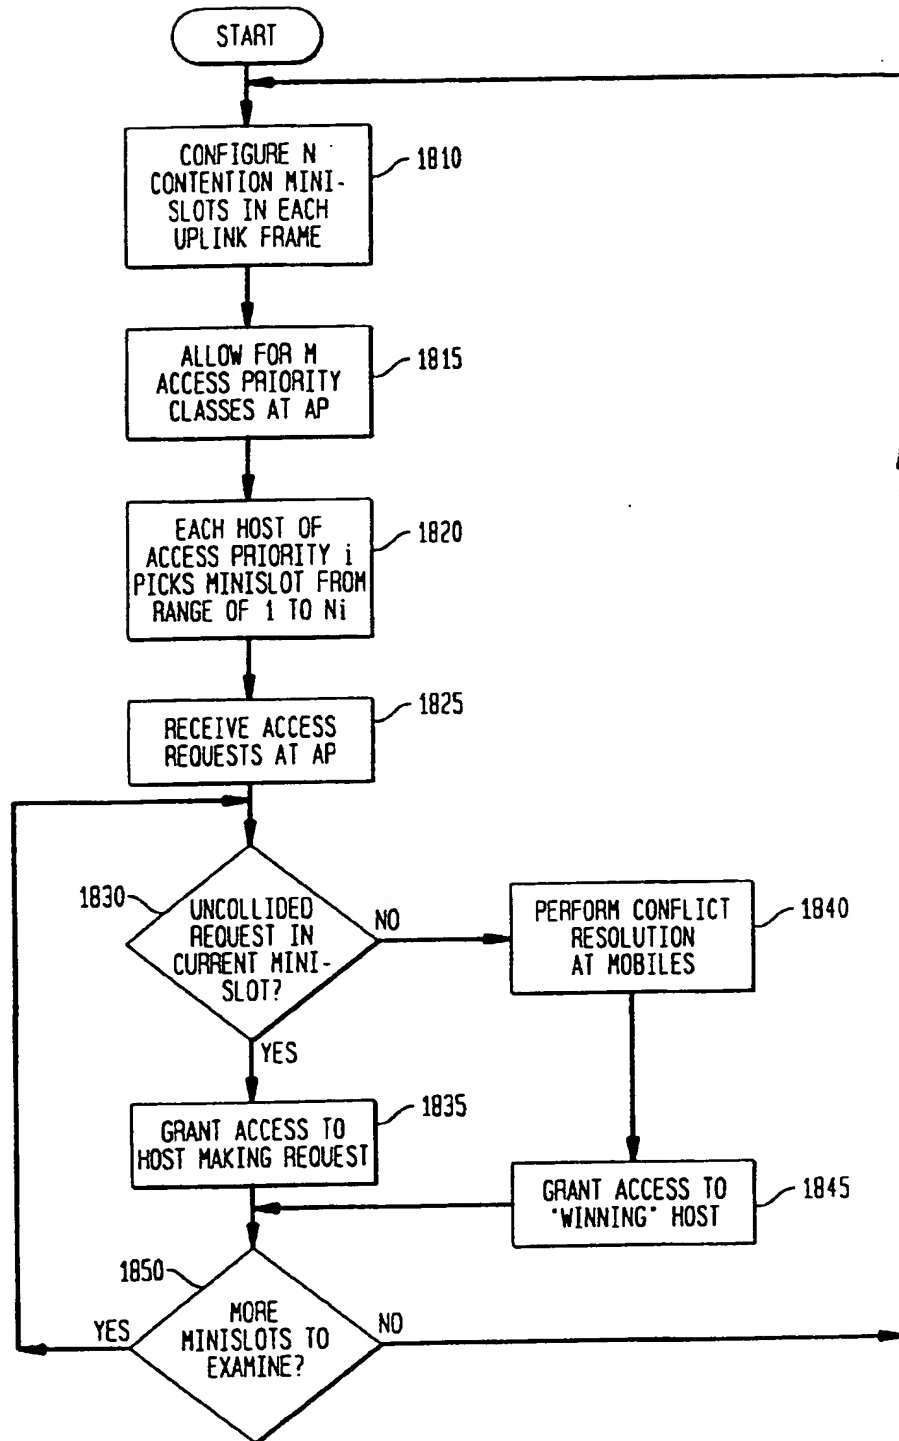 START
CONFIGURE N
CONTENTION MINI-
SLOTS IN EACH
UPLINK FRAME
1810
ALLOW FOR M
ACCESS PRIORITY
CLASSES AT AP
1815
EACH HOST OF
ACCESS PRIORITY i
PICKS MINISLOT FROM
RANGE OF 1 TO Ni
1820
RECEIVE ACCESS
REQUESTS AT AP
1825
1830
UNCOLLIDED
REQUEST IN
CURRENT MINI-
SLOT?
NO
YES
PERFORM CONFLICT
RESOLUTION
AT MOBILES
1840
GRANT ACCESS TO
HOST MAKING REQUEST
1835
GRANT ACCESS TO
"WINNING" HOST
1845
1850
MORE
MINISLOTS TO
EXAMINE?
YES
NO